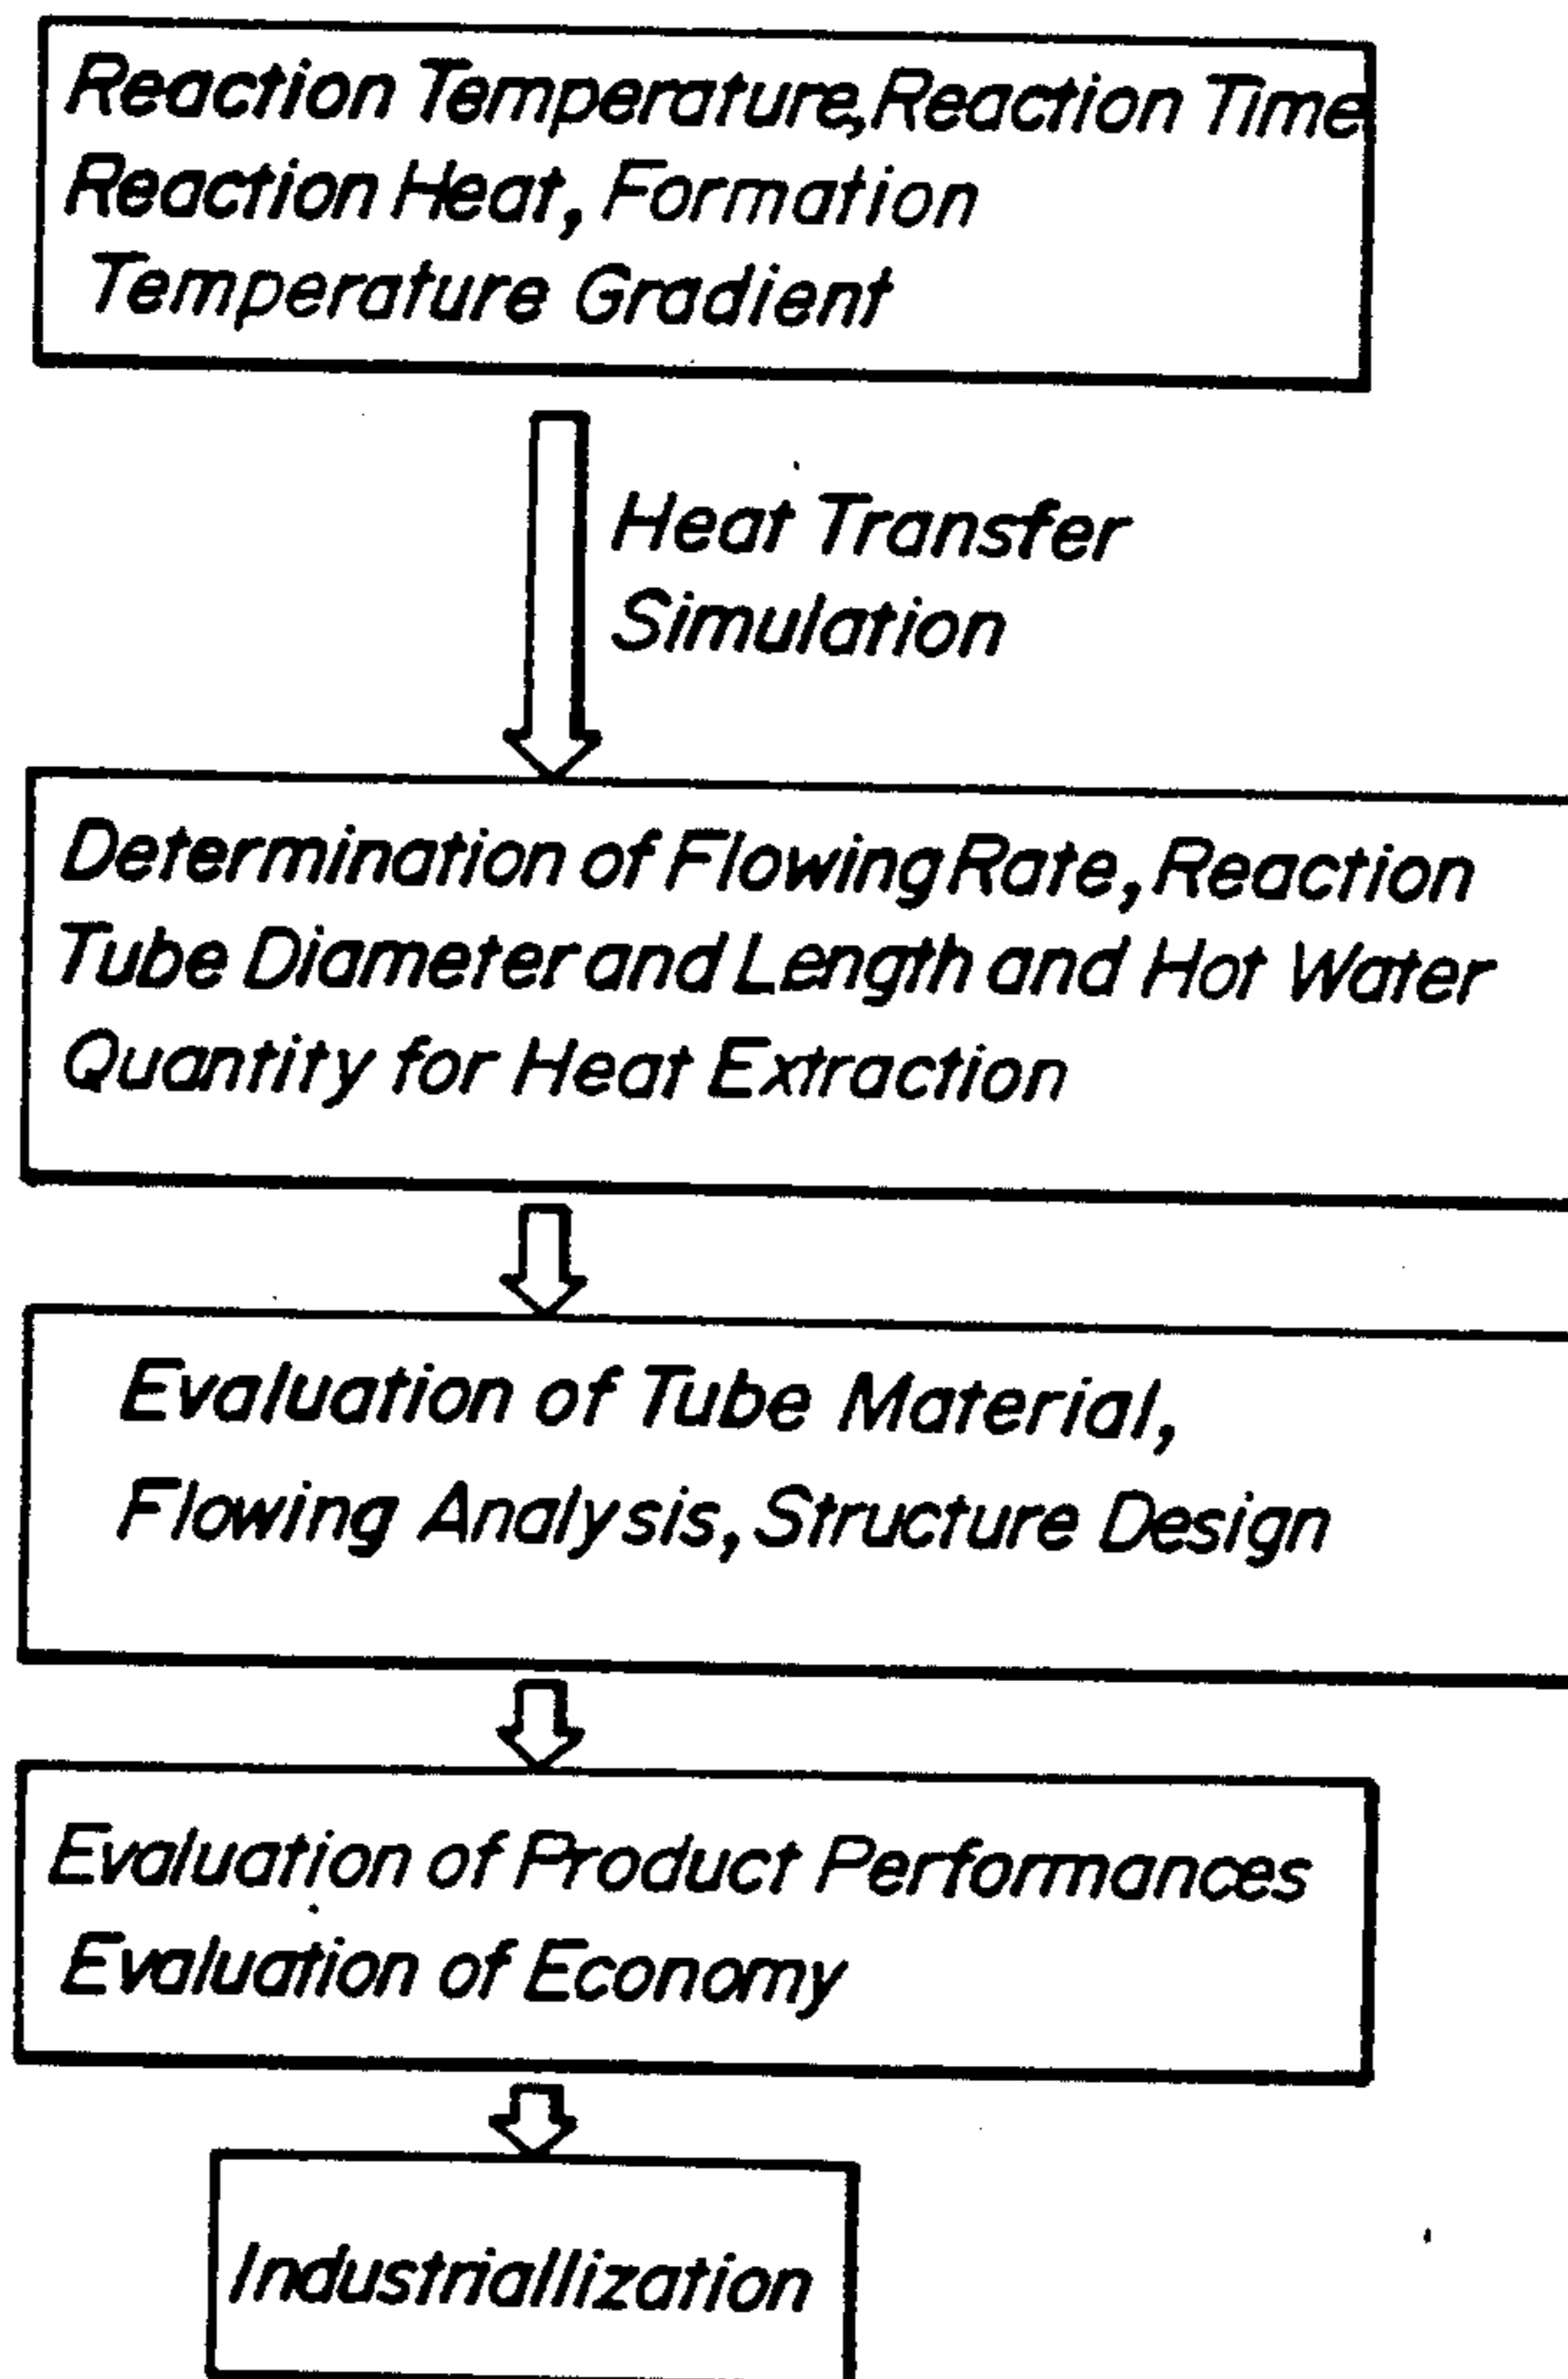 Reaction Temperature, Reaction Time
Reaction Heat, Formation
Temperature Gradient
Heat Transfer
Simulation
Determination of Flowing Rate, Reaction
Tube Diameter and Length and Hot Water
Quantity for Heat Extraction
Evaluation of Tube Material,
Flowing Analysis, Structure Design
Evaluation of Product Performances
Evaluation of Economy
Industriallization